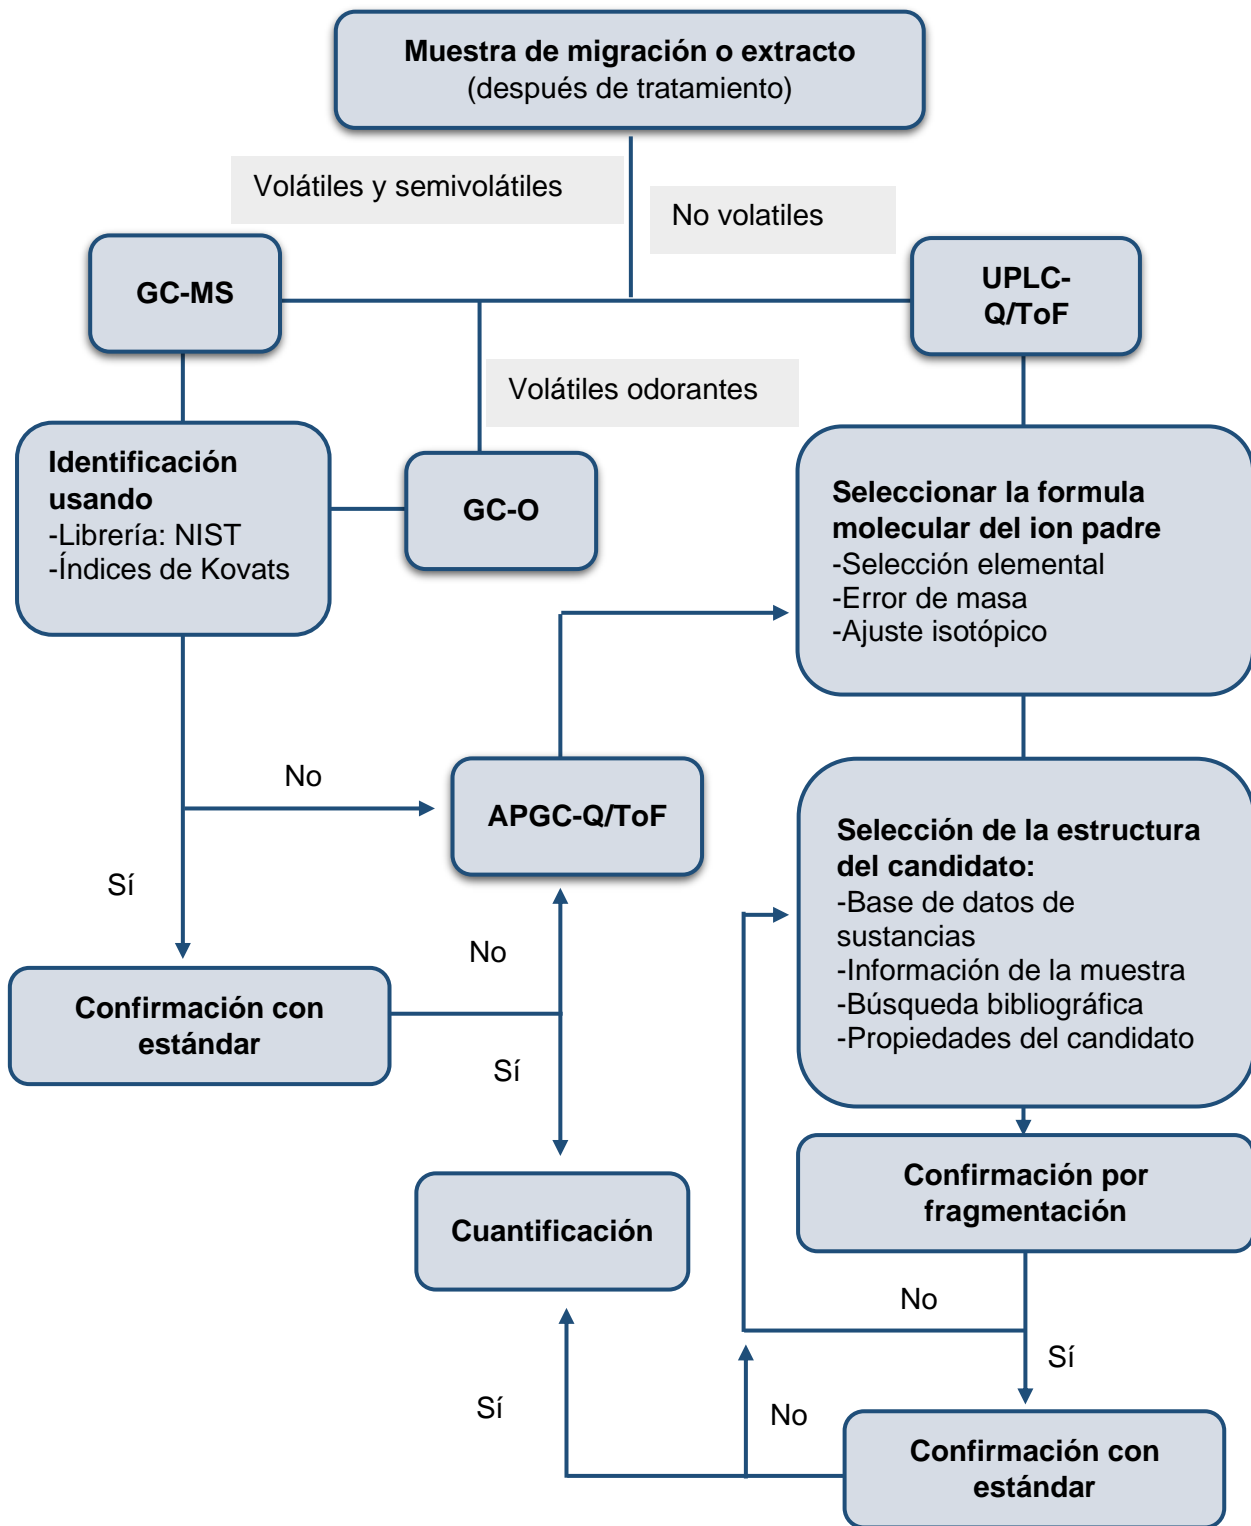 Muestra de migración o extracto
(después de tratamiento)
Volátiles y semivolátiles
No volatiles
GC-MS
UPLC-
Q/ToF
Volátiles odorantes
Identificación
usando
-Librería: NIST
-Índices de Kovats
GC-O
Seleccionar la formula
molecular del ion padre
-Selección elemental
-Error de masa
-Ajuste isotópico
No
APGC-Q/ToF
Sí
Selección de la estructura
del candidato:
-Base de datos de
sustancias
-Información de la muestra
-Búsqueda bibliográfica
-Propiedades del candidato
No
Confirmación con
estándar
Sí
Confirmación por
fragmentación
Cuantificación
No
Sí
Sí
No
Confirmación con
estándar